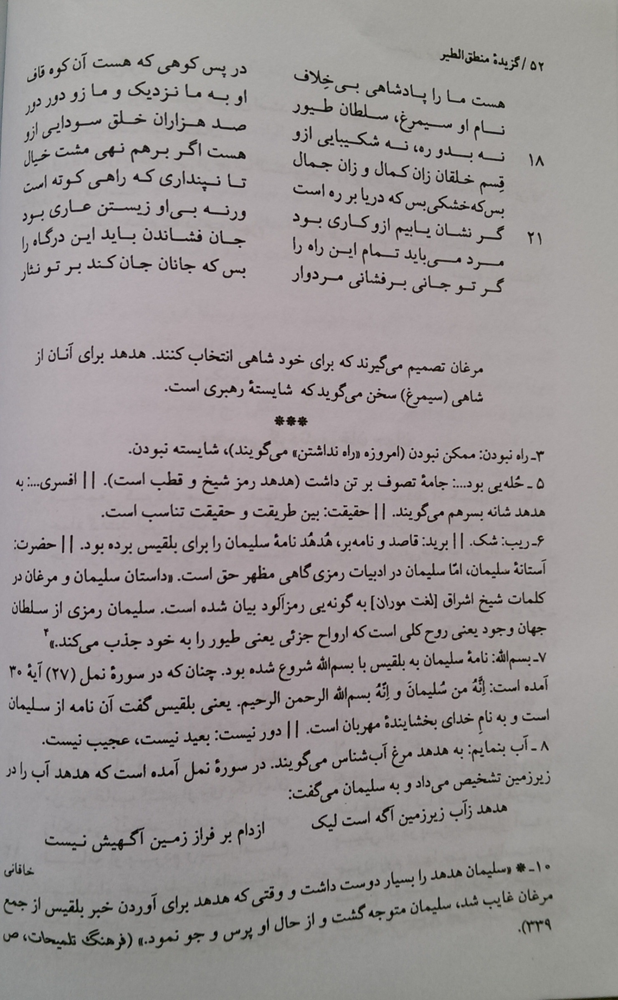 ۵۲ / گزیدهٔ منطق‌الطیر
هست ما را پادشاهی بی‌خِلاف در پس کوهی که هست آن کوه قاف
نام او سیمرغ، سلطان طیور او به ما نزدیک و ما زو دور دور
۱۸ نه بدو ره، نه شکیبایی ازو صد هزاران خلق سودایی ازو
قِسم خلقان زان کمال و زان جمال هست اگر برهم نهی مشت خیال
بس که خشکی بس که دریا بر ره است تا نپنداری که راهی کوته است
۲۱ گر نشان یابیم ازو کاری بود ورنه بی‌او زیستن عاری بود
مرد می‌باید تمام این راه را جان فشاندن باید این درگاه را
گر تو جانی برفشانی مردوار بس که جانان جان کند بر تو نثار
مرغان تصمیم می‌گیرند که برای خود شاهی انتخاب کنند. هدهد برای آنان از
شاهی (سیمرغ) سخن می‌گوید که شایستهٔ رهبری است.
***
۳ـ راه نبودن: ممکن نبودن (امروزه «راه نداشتن» می‌گویند)، شایسته نبودن.
۵ ـ حُله‌یی بود...: جامهٔ تصوف بر تن داشت (هدهد رمز شیخ و قطب است). || افسری...: به
هدهد شانه بسرهم می‌گویند. || حقیقت: بین طریقت و حقیقت تناسب است.
۶ـ ریب: شک. || برید: قاصد و نامه‌بر، هُدهُد نامهٔ سلیمان را برای بلقیس برده بود. || حضرت:
آستانهٔ سلیمان، امّا سلیمان در ادبیات رمزی گاهی مظهر حق است. «داستان سلیمان و مرغان در
کلمات شیخ اشراق [لغت موران] به گونه‌یی رمزآلود بیان شده است. سلیمان رمزی از سلطان
جهان وجود یعنی روح کلی است که ارواح جزئی یعنی طیور را به خود جذب می‌کند.»۴
۷ـ بسم‌الله: نامهٔ سلیمان به بلقیس با بسم‌الله شروع شده بود. چنان که در سورهٔ نمل (۲۷) آیهٔ ۳۰
آمده است: اِنَّهُ من سُلیمانَ و اِنّهُ بسم‌الله الرحمن الرحیم. یعنی بلقیس گفت آن نامه از سلیمان
است و به نامِ خدای بخشایندهٔ مهربان است. || دور نیست: بعید نیست، عجیب نیست.
۸ ـ آب بنمایم: به هدهد مرغ آب‌شناس می‌گویند. در سورهٔ نمل آمده است که هدهد آب را در
زیرزمین تشخیص می‌داد و به سلیمان می‌گفت:
هدهد زآب زیرزمین آگه است لیک ازدام بر فراز زمین آگهیش نیست
خاقانی
۱۰ـ * «سلیمان هدهد را بسیار دوست داشت و وقتی که هدهد برای آوردن خبر بلقیس از جمع
مرغان غایب شد، سلیمان متوجه گشت و از حال او پرس و جو نمود.» (فرهنگ تلمیحات، ص
۳۳۹).